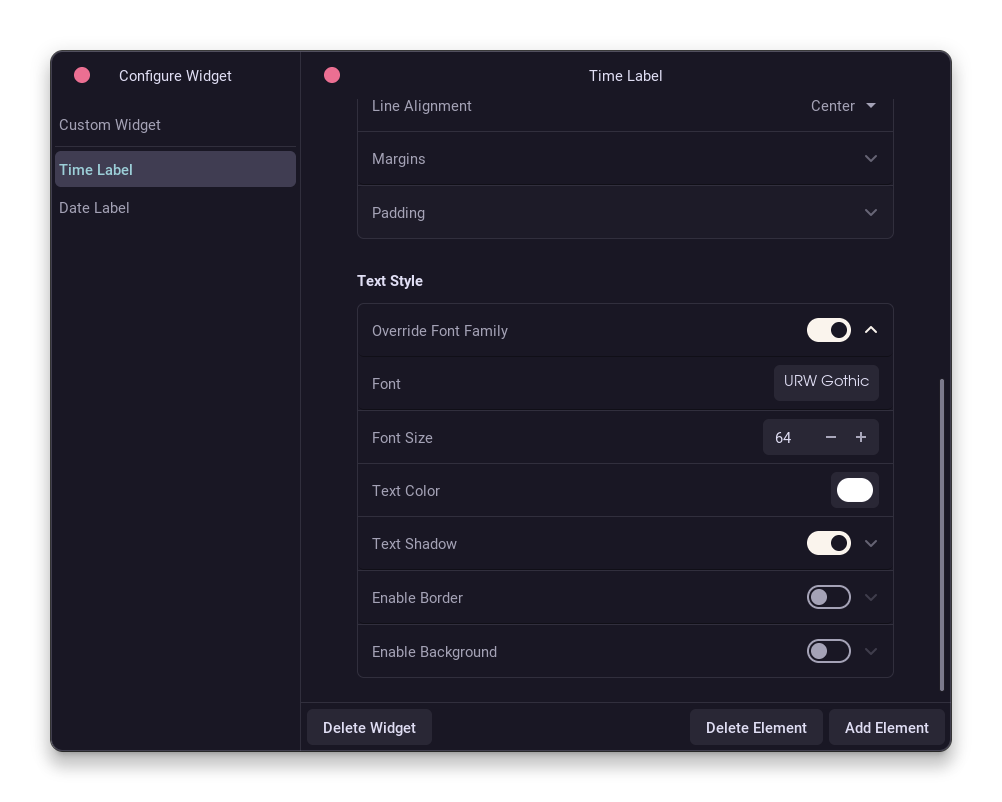 Configure Widget
Custom Widget
Time Label
Date Label
Time Label
Line Alignment Center
Margins
Padding
Text Style
Override Font Family
Font URW Gothic
Font Size 64
Text Color
Text Shadow
Enable Border
Enable Background
Delete Widget Delete Element Add Element